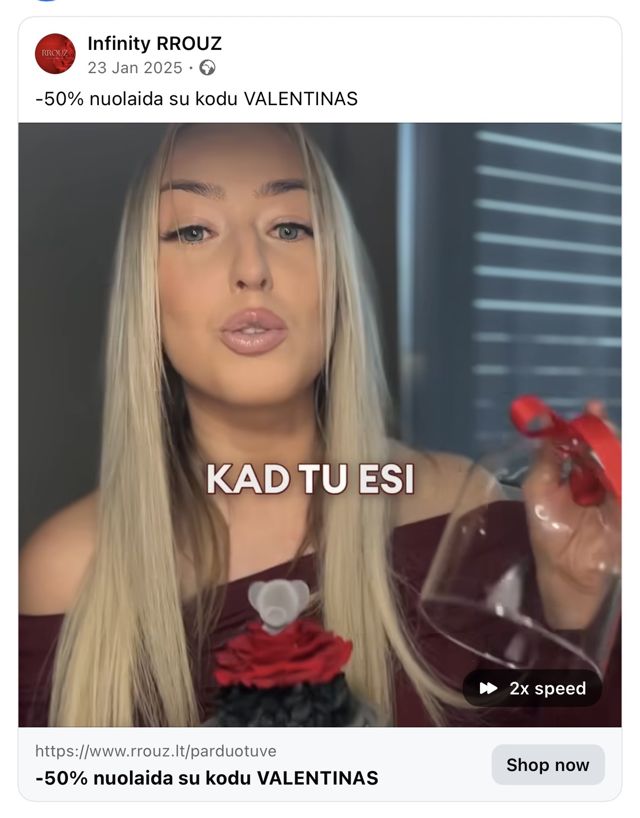 RROUZ
Infinity RROUZ
23 Jan 2025 ·
-50% nuolaida su kodu VALENTINAS
KAD TU ESI
2x speed
https://www.rrouz.lt/parduotuve
-50% nuolaida su kodu VALENTINAS
Shop now